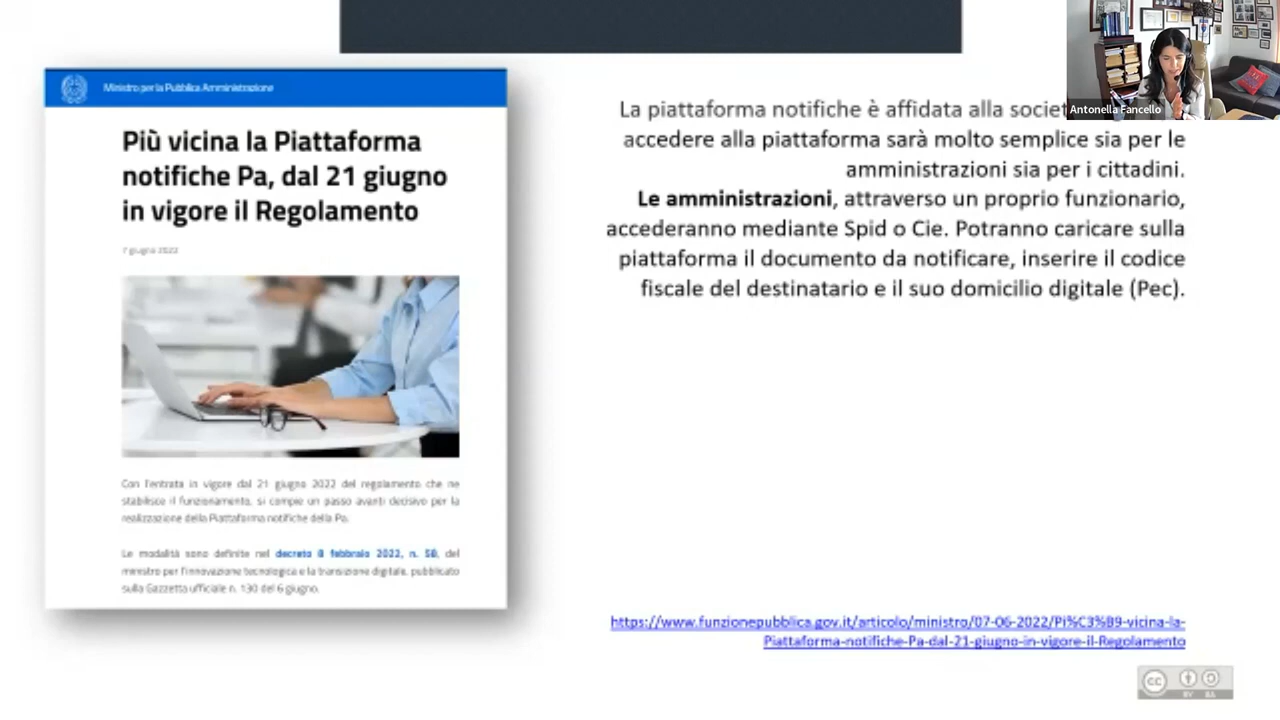 Ministro per la Pubblica Amministrazione
Più vicina la Piattaforma
notifiche Pa, dal 21 giugno
in vigore il Regolamento
7 giugno 2022
Con l'entrata in vigore dal 21 giugno 2022 del regolamento che ne
stabilisce il funzionamento, si compie un passo avanti decisivo per la
realizzazione della Piattaforma notifiche della Pa.
Le modalità sono definite nel decreto 8 febbraio 2022, n. 58, del
ministro per l'innovazione tecnologica e la transizione digitale, pubblicato
sulla Gazzetta ufficiale n. 130 del 6 giugno.
Antonella Fancello
La piattaforma notifiche è affidata alla
accedere alla piattaforma sarà molto semplice sia per le
amministrazioni sia per i cittadini.
Le amministrazioni, attraverso un proprio funzionario,
accederanno mediante Spid o Cie. Potranno caricare sulla
piattaforma il documento da notificare, inserire il codice
fiscale del destinatario e il suo domicilio digitale (Pec).
https://www.funzionepubblica.gov.it/articolo/ministro/07-06-2022/Pi%C3%B9-vicina-la-
Piattaforma-notifiche-Pa-dal-21-giugno-in-vigore-il-Regolamento
cc
BY SA